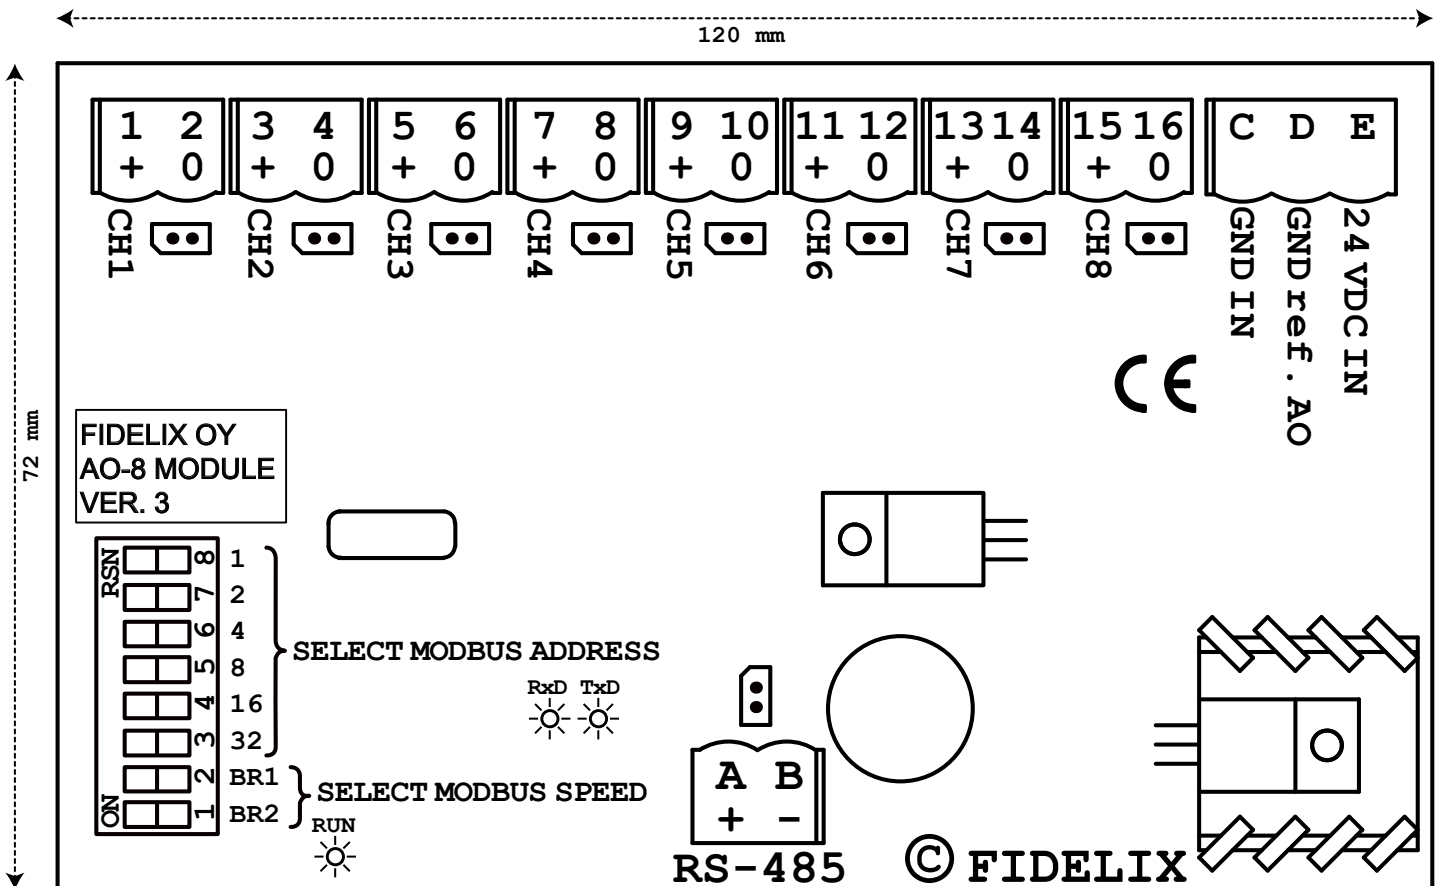 120 mm
72 mm
1 2 3 4 5 6 7 8 9 10 11 12 13 14 15 16 C D E
+ 0 + 0 + 0 + 0 + 0 + 0 + 0 + 0
CH1 CH2 CH3 CH4 CH5 CH6 CH7 CH8
GND IN
GND ref. AO
24 VDC IN
CE
FIDELIX OY
AO-8 MODULE
VER. 3
RSN
8 1
7 2
6 4
5 8
4 16
3 32
SELECT MODBUS ADDRESS
ON
2 BR1
1 BR2
SELECT MODBUS SPEED
RxD TxD
RUN
A B
+ -
RS-485
© FIDELIX